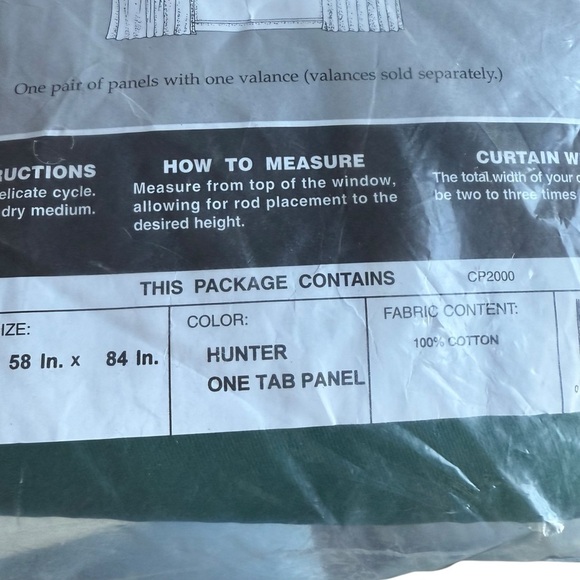 One pair of panels with one valance (valances sold separately.)
RUCTIONS
elicate cycle.
dry medium.
HOW TO MEASURE
Measure from top of the window,
allowing for rod placement to the
desired height.
CURTAIN W
The total width of your
be two to three times
THIS PACKAGE CONTAINS CP2000
IZE:
58 In. x 84 In.
COLOR:
HUNTER
ONE TAB PANEL
FABRIC CONTENT:
100% COTTON